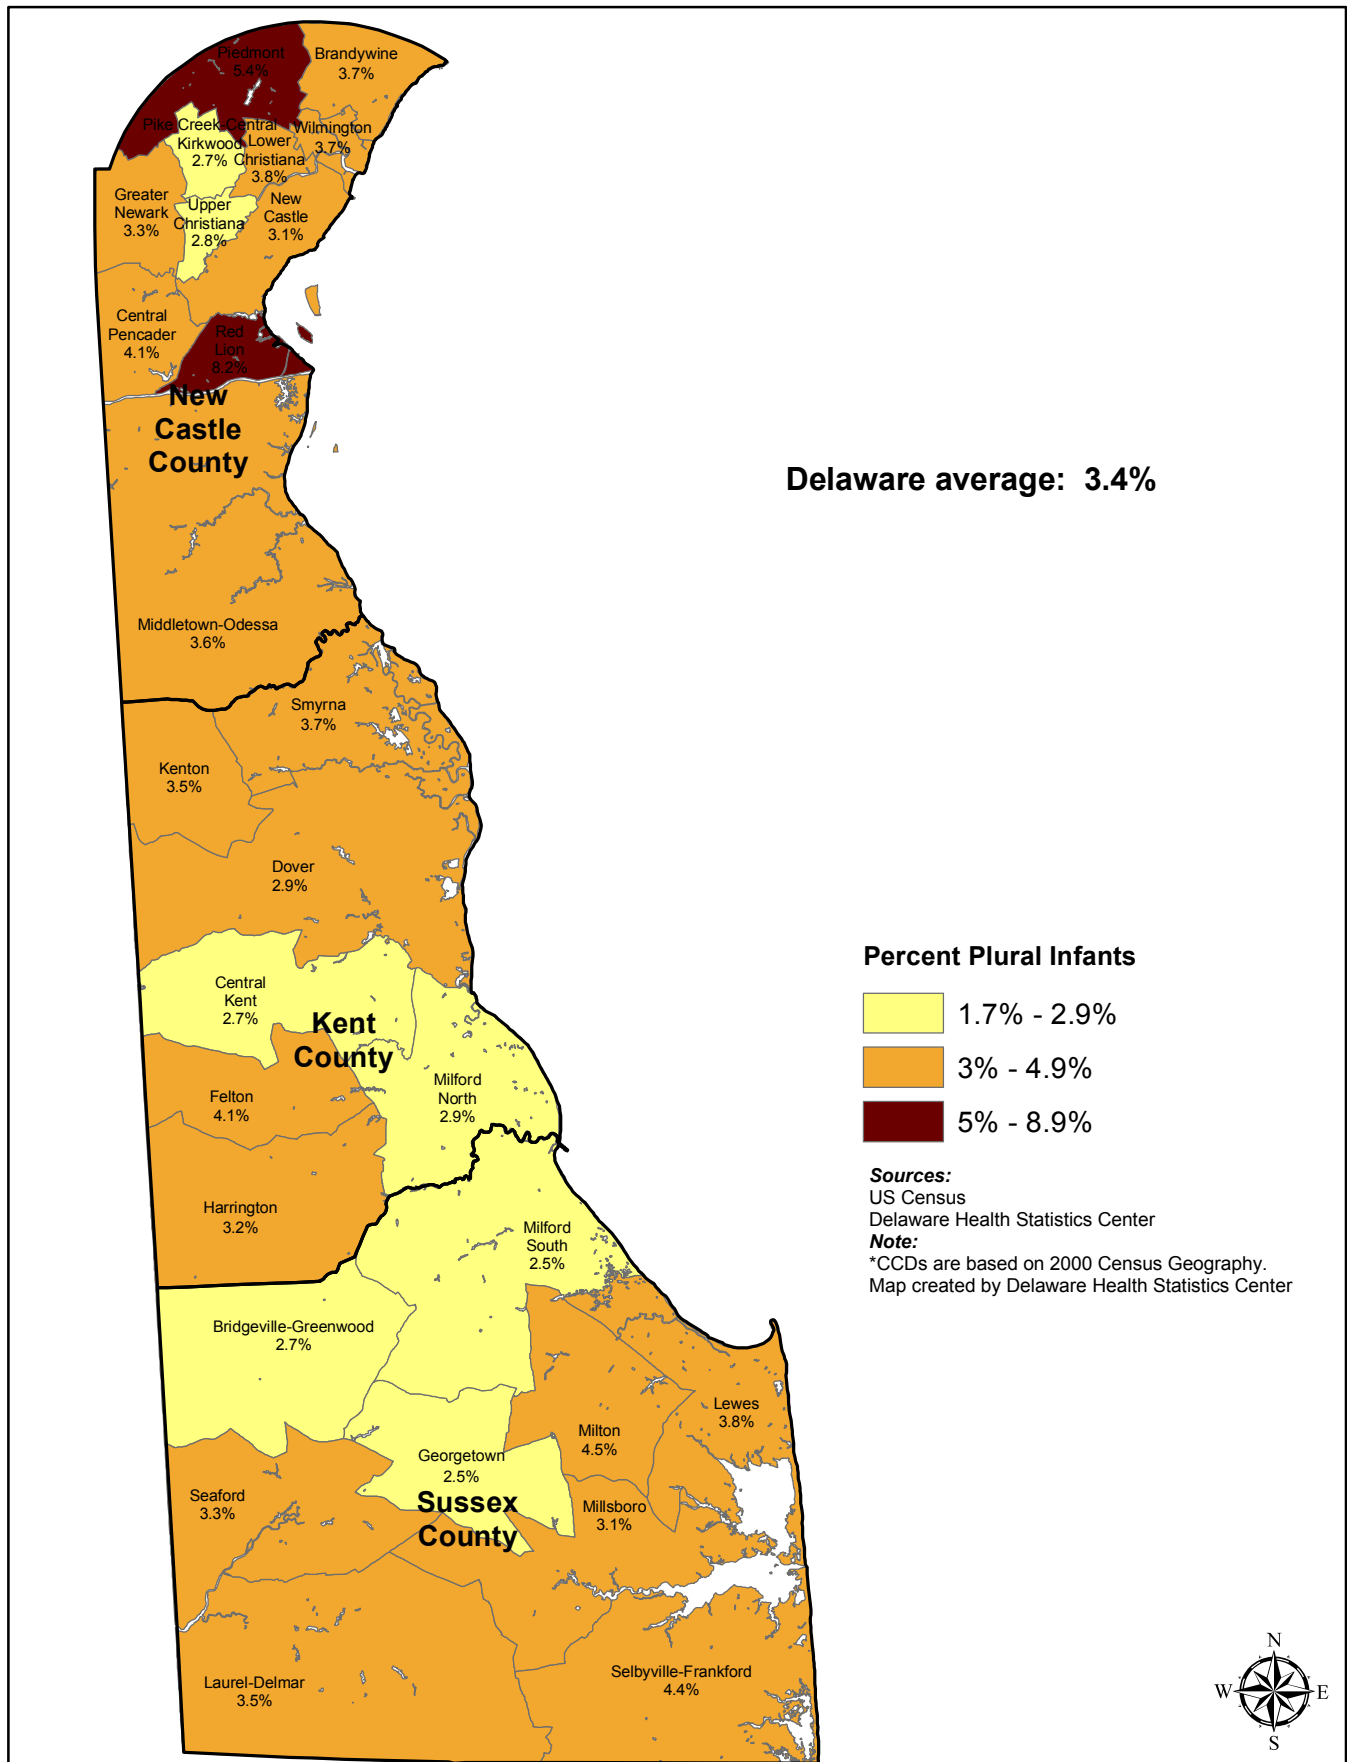 Piedmont
5.4%
Brandywine
3.7%
Pike Creek-Central
Kirkwood
2.7%
Lower
Christiana
3.8%
Wilmington
3.7%
Greater
Newark
3.3%
Upper
Christiana
2.8%
New
Castle
3.1%
Central
Pencader
4.1%
Red
Lion
8.2%
New
Castle
County
Delaware average: 3.4%
Middletown-Odessa
3.6%
Smyrna
3.7%
Kenton
3.5%
Dover
2.9%
Central
Kent
2.7%
Kent
County
Felton
4.1%
Milford
North
2.9%
Harrington
3.2%
Percent Plural Infants
1.7% - 2.9%
3% - 4.9%
5% - 8.9%
Sources:
US Census
Delaware Health Statistics Center
Note:
*CCDs are based on 2000 Census Geography.
Map created by Delaware Health Statistics Center
Milford
South
2.5%
Bridgeville-Greenwood
2.7%
Lewes
3.8%
Milton
4.5%
Georgetown
2.5%
Seaford
3.3%
Sussex
County
Millsboro
3.1%
Laurel-Delmar
3.5%
Selbyville-Frankford
4.4%
N
W
E
S